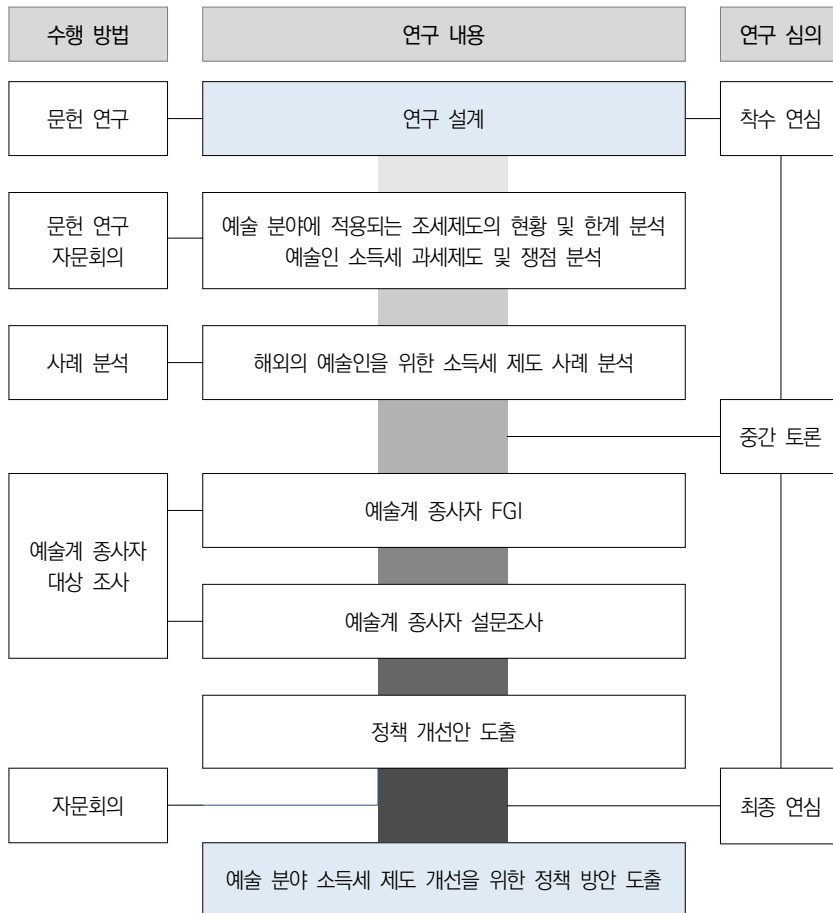 수행 방법
연구 내용
연구 심의
문헌 연구
연구 설계
착수 연심
문헌 연구
자문회의
예술 분야에 적용되는 조세제도의 현황 및 한계 분석
예술인 소득세 과세제도 및 쟁점 분석
사례 분석
해외의 예술인을 위한 소득세 제도 사례 분석
중간 토론
예술계 종사자
대상 조사
예술계 종사자 FGI
예술계 종사자 설문조사
정책 개선안 도출
자문회의
최종 연심
예술 분야 소득세 제도 개선을 위한 정책 방안 도출